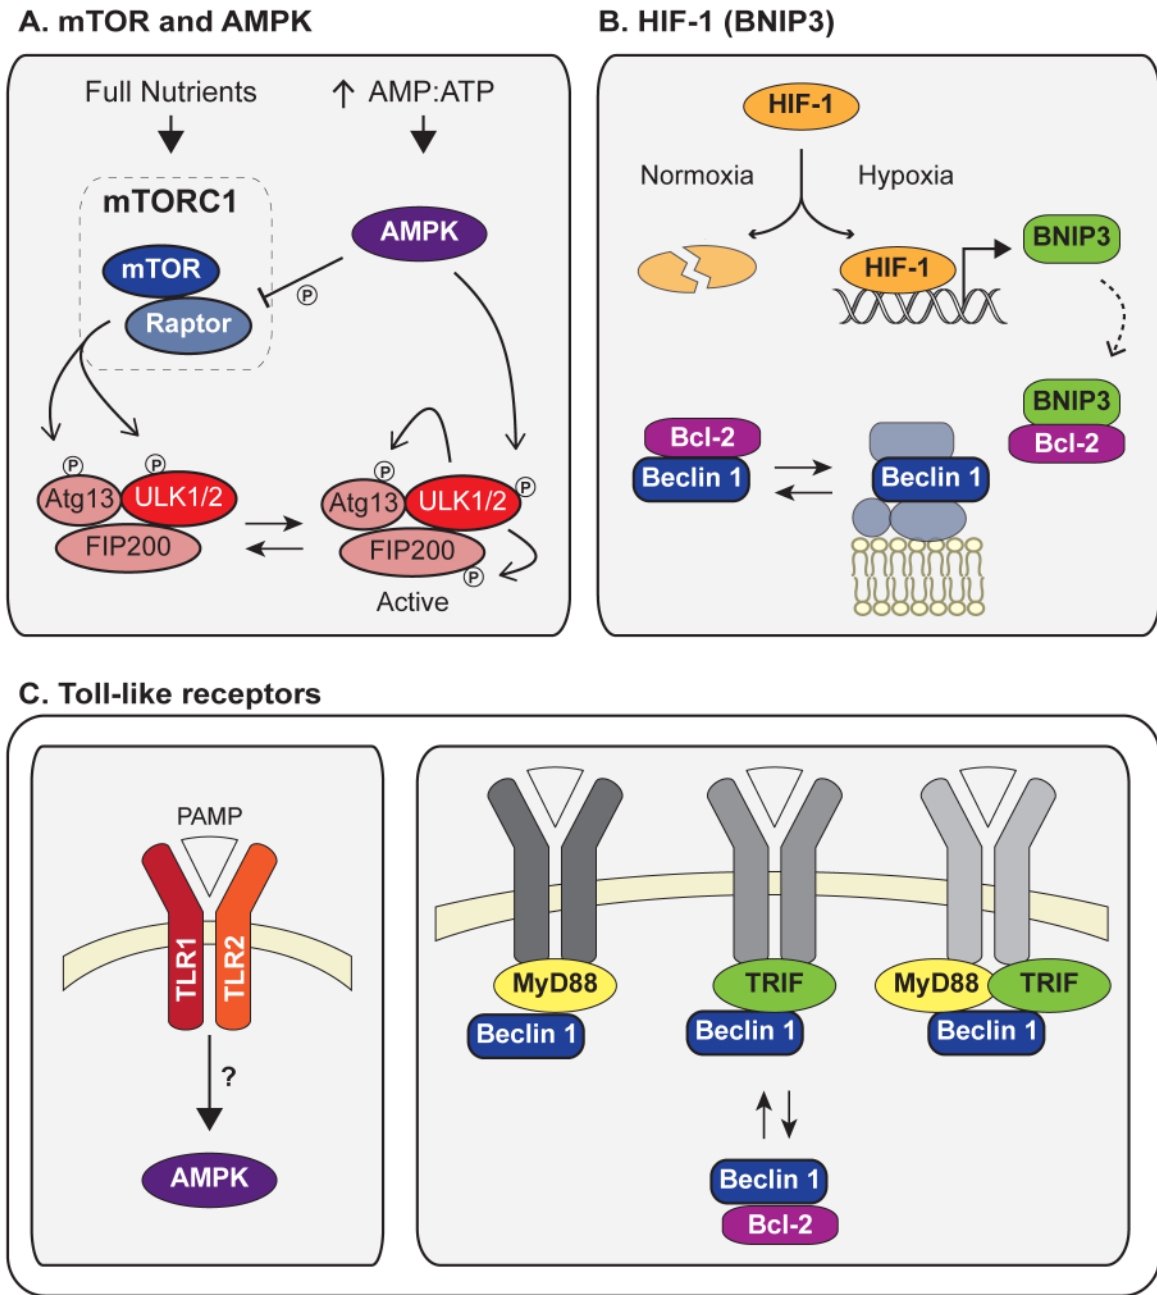 A. mTOR and AMPK
Full Nutrients
↑ AMP:ATP
mTORC1
mTOR
Raptor
AMPK
P
P
P
Atg13
ULK1/2
FIP200
P
P
Atg13
ULK1/2
FIP200
P
Active
B. HIF-1 (BNIP3)
HIF-1
Normoxia
Hypoxia
HIF-1
BNIP3
BNIP3
Bcl-2
Bcl-2
Beclin 1
Beclin 1
C. Toll-like receptors
PAMP
TLR1
TLR2
?
AMPK
MyD88
Beclin 1
TRIF
Beclin 1
MyD88
TRIF
Beclin 1
Beclin 1
Bcl-2